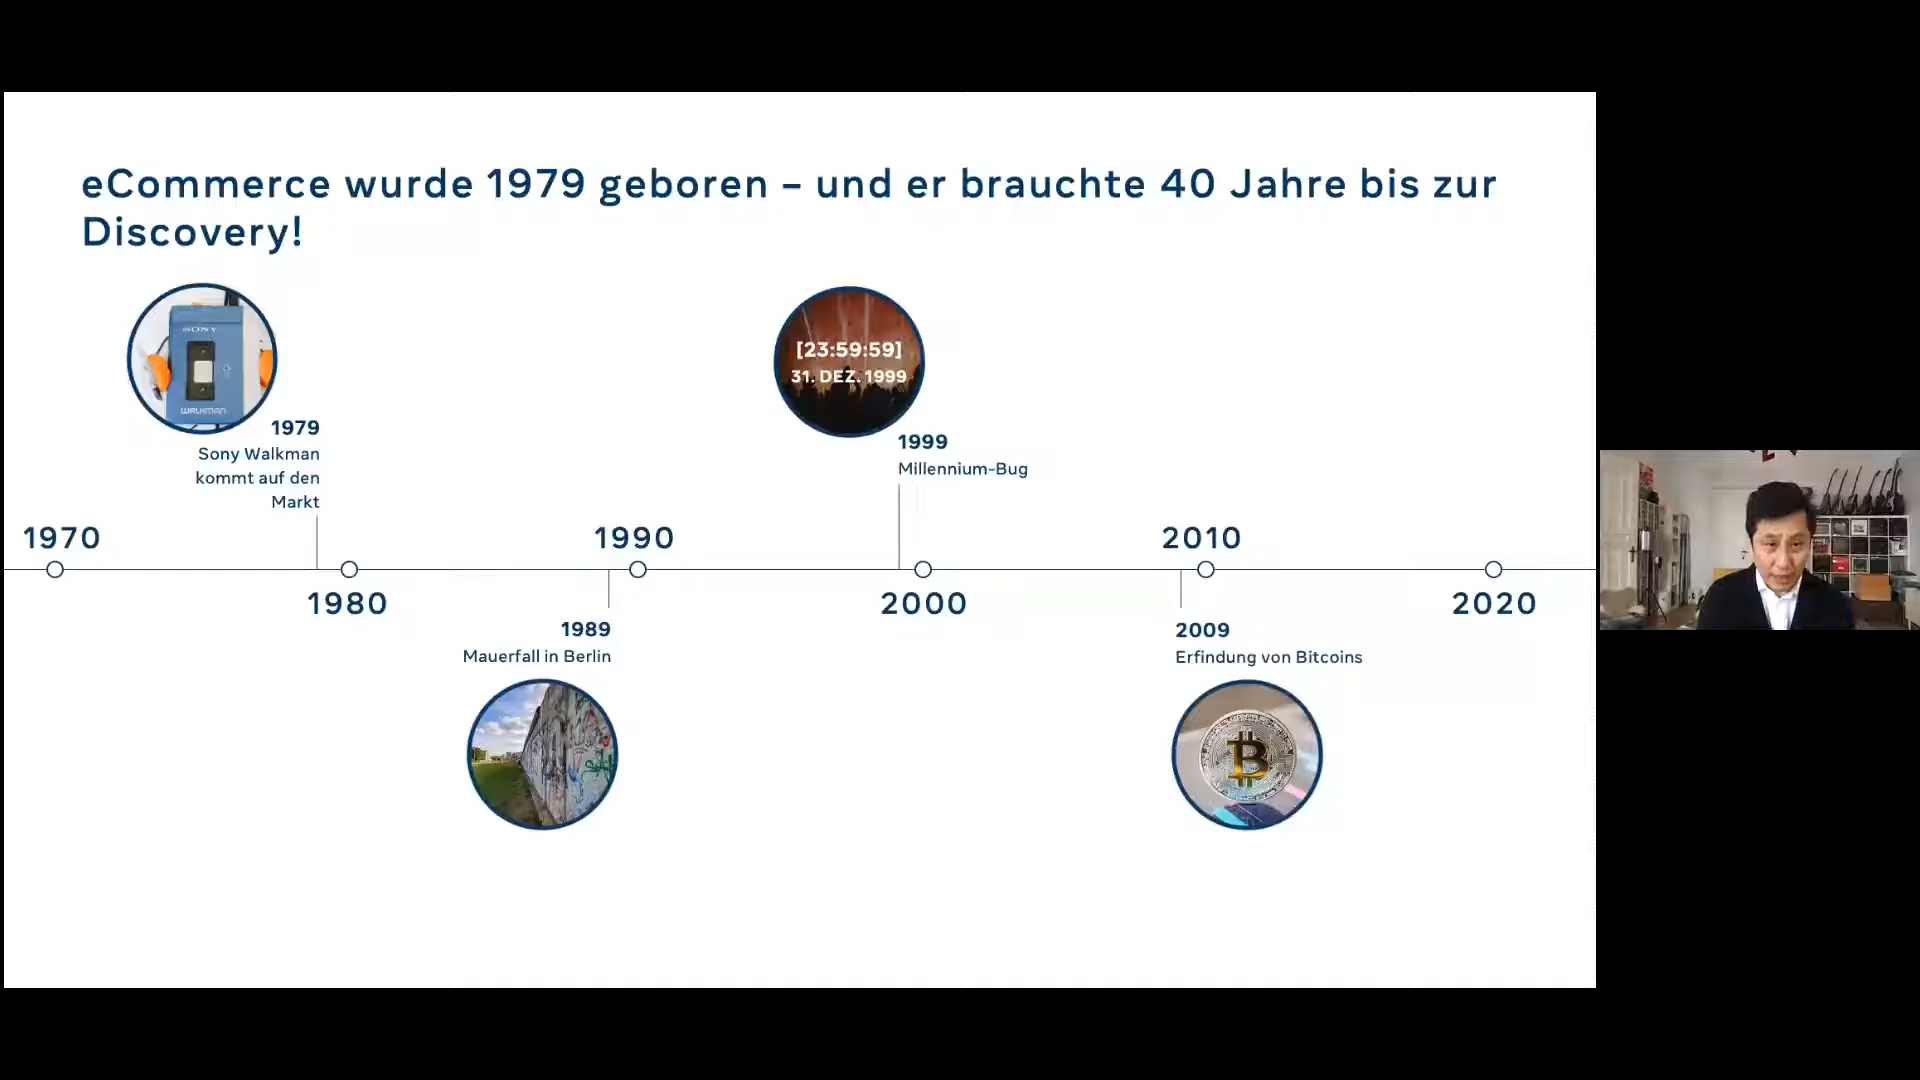 eCommerce wurde 1979 geboren – und er brauchte 40 Jahre bis zur
Discovery!
SONY
WALKMAN
[23:59:59]
31. DEZ. 1999
1979
Sony Walkman
kommt auf den
Markt
1999
Millennium-Bug
1970
1990
2010
1980
2000
2020
1989
Mauerfall in Berlin
2009
Erfindung von Bitcoins